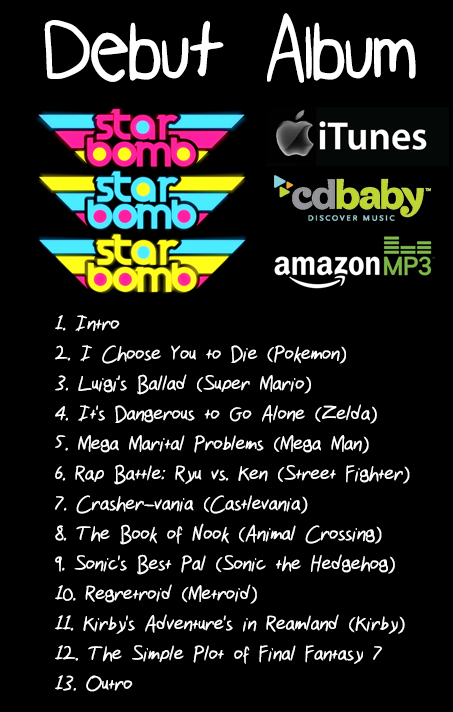 Debut Album
star
bomb
iTunes
star
bomb
cdbaby™
DISCOVER MUSIC
star
bomb
amazonMP3
1. Intro
2. I Choose You to Die (Pokemon)
3. Luigi's Ballad (Super Mario)
4. It's Dangerous to Go Alone (Zelda)
5. Mega Marital Problems (Mega Man)
6. Rap Battle: Ryu vs. Ken (Street Fighter)
7. Crasher-vania (Castlevania)
8. The Book of Nook (Animal Crossing)
9. Sonic's Best Pal (Sonic the Hedgehog)
10. Regretroid (Metroid)
11. Kirby's Adventure's in Reamland (Kirby)
12. The Simple Plot of Final Fantasy 7
13. Outro